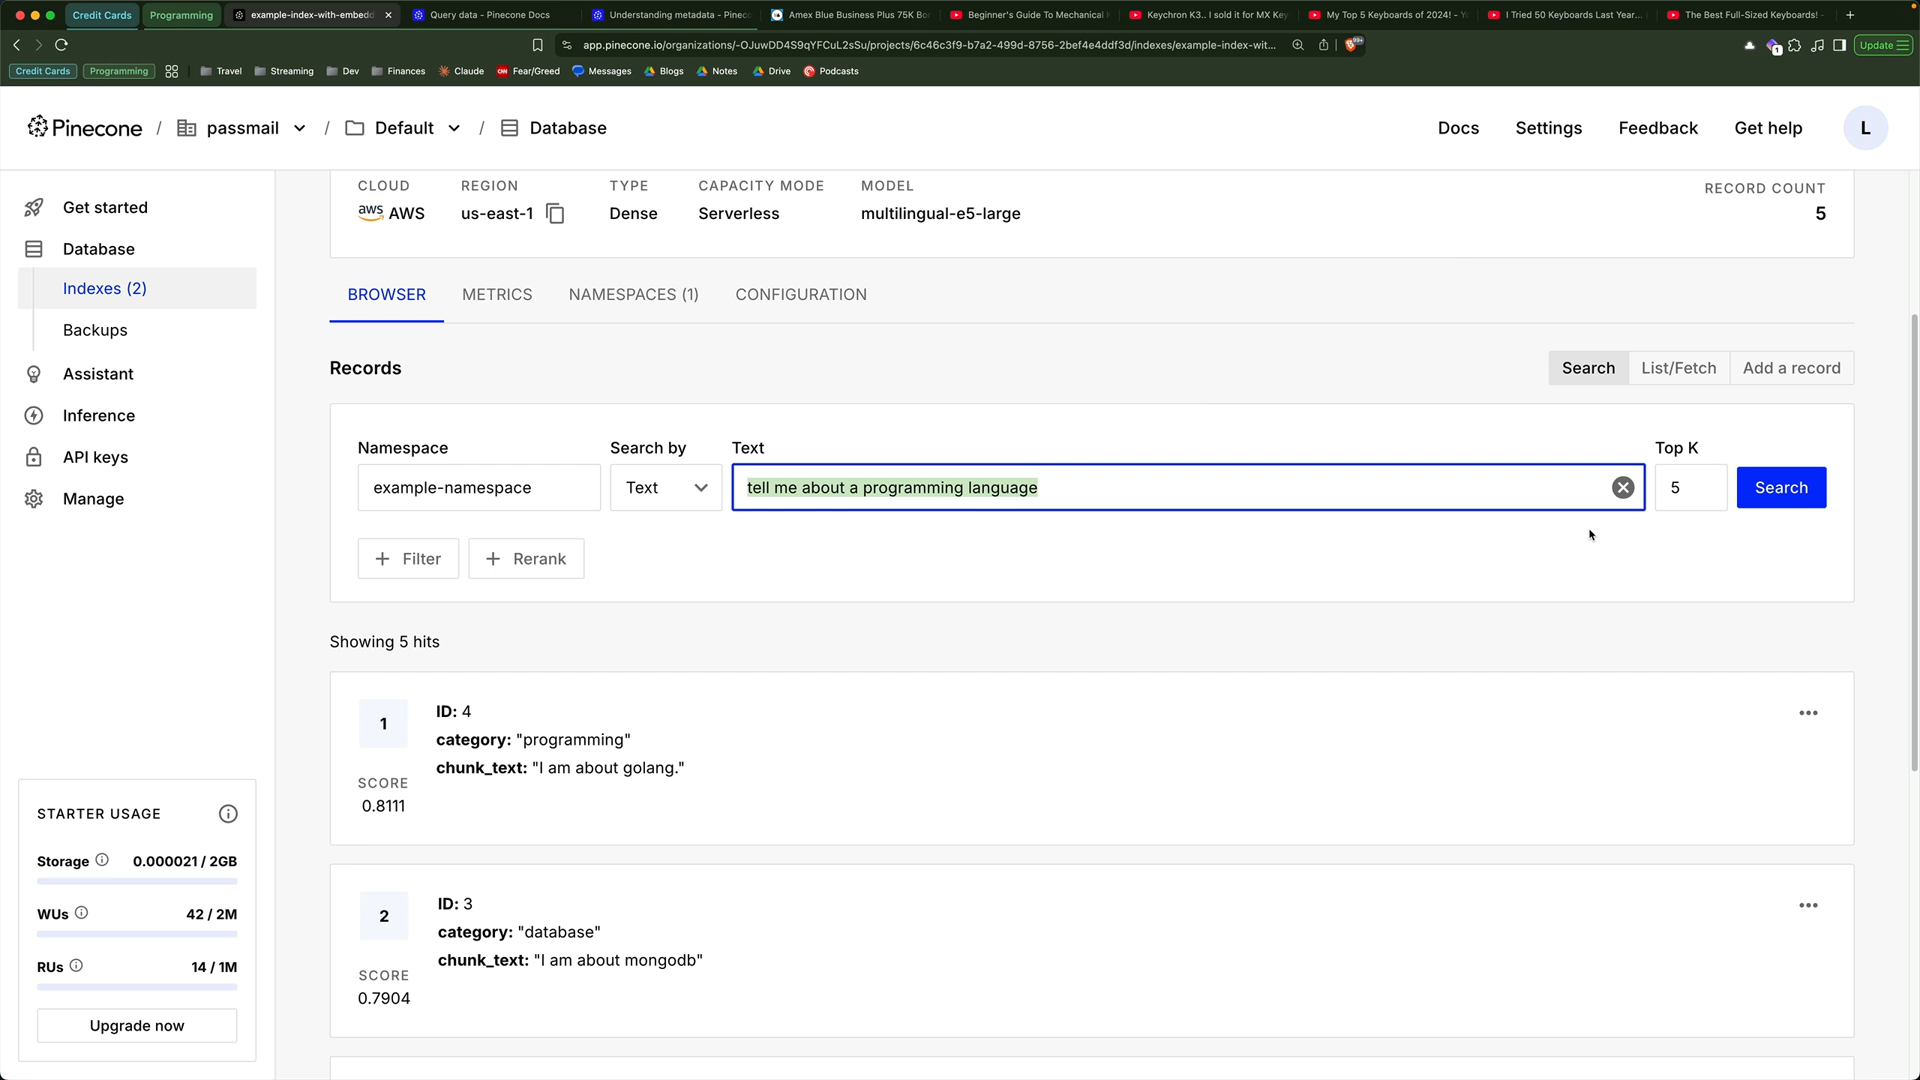 Credit Cards
Programming
example-index-with-embedd
Query data - Pinecone Docs
Understanding metadata - Pinec
Amex Blue Business Plus 75K Bo
Beginner's Guide To Mechanical
Keychron K3.. I sold it for MX Key
My Top 5 Keyboards of 2024! - Y
I Tried 50 Keyboards Last Year...
The Best Full-Sized Keyboards! -
app.pinecone.io/organizations/-OJuwDD4S9qYFCuL2sSu/projects/6c46c3f9-b7a2-499d-8756-2bef4e4ddf3d/indexes/example-index-wit...
99+
1
Update
Credit Cards
Programming
Travel
Streaming
Dev
Finances
Claude
Fear/Greed
Messages
Blogs
Notes
Drive
Podcasts
Pinecone / passmail / Default / Database
Docs
Settings
Feedback
Get help
L
Get started
Database
Indexes (2)
Backups
Assistant
Inference
API keys
Manage
STARTER USAGE
Storage 0.000021 / 2GB
WUs 42 / 2M
RUs 14 / 1M
Upgrade now
CLOUD REGION TYPE CAPACITY MODE MODEL RECORD COUNT
aws AWS us-east-1 Dense Serverless multilingual-e5-large 5
BROWSER METRICS NAMESPACES (1) CONFIGURATION
Records
Search List/Fetch Add a record
Namespace Search by Text Top K
example-namespace Text tell me about a programming language 5 Search
+ Filter + Rerank
Showing 5 hits
1
SCORE
0.8111
ID: 4
category: "programming"
chunk_text: "I am about golang."
2
SCORE
0.7904
ID: 3
category: "database"
chunk_text: "I am about mongodb"